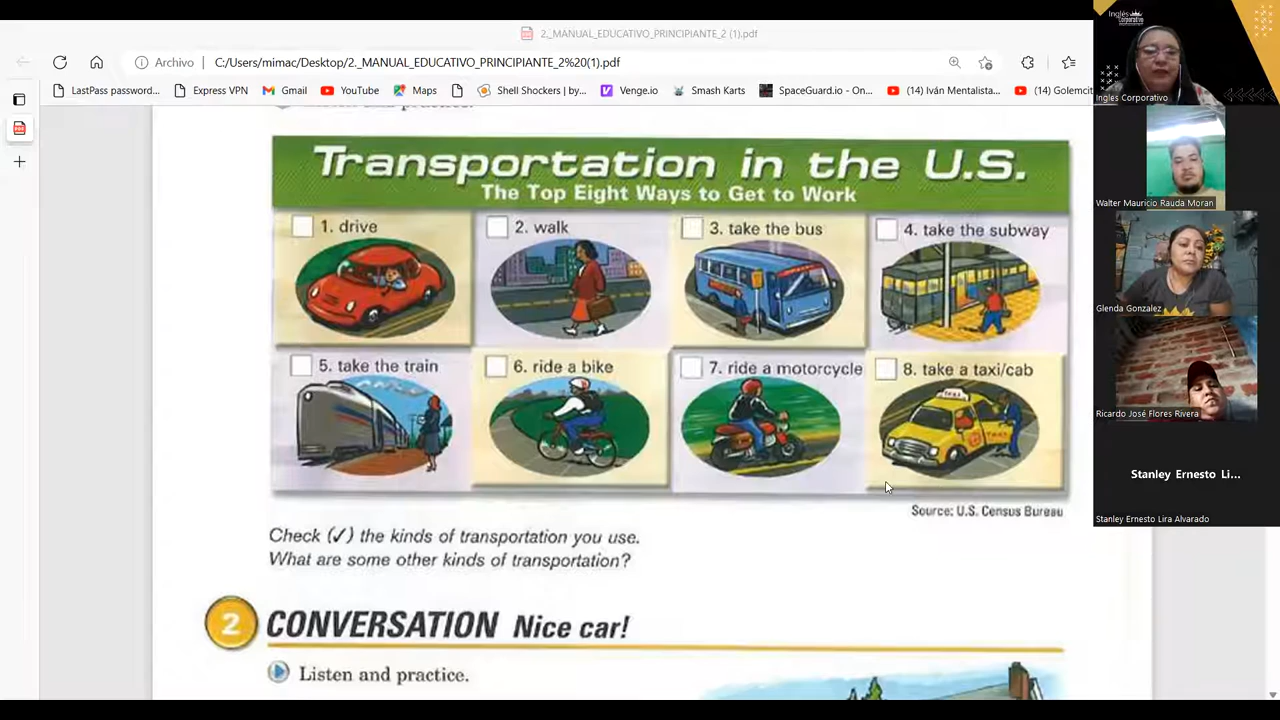 2._MANUAL_EDUCATIVO_PRINCIPIANTE_2 (1).pdf
Archivo
C:/Users/mimac/Desktop/2._MANUAL_EDUCATIVO_PRINCIPIANTE_2%20(1).pdf
LastPass password... Express VPN Gmail YouTube Maps Shell Shockers | by... Venge.io Smash Karts SpaceGuard.io - On... (14) Iván Mentalista... (14) Golemcit
Transportation in the U.S.
The Top Eight Ways to Get to Work
1. drive 2. walk 3. take the bus 4. take the subway
TAXI
5. take the train 6. ride a bike 7. ride a motorcycle 8. take a taxi/cab
Source: U.S. Census Bureau
Check (✓) the kinds of transportation you use.
What are some other kinds of transportation?
2 CONVERSATION Nice car!
Listen and practice.
Inglés
Corporativo
Ingles Corporativo
Walter Mauricio Rauda Moran
Glenda Gonzalez
Ricardo José Flores Rivera
Stanley Ernesto Li...
Stanley Ernesto Lira Alvarado